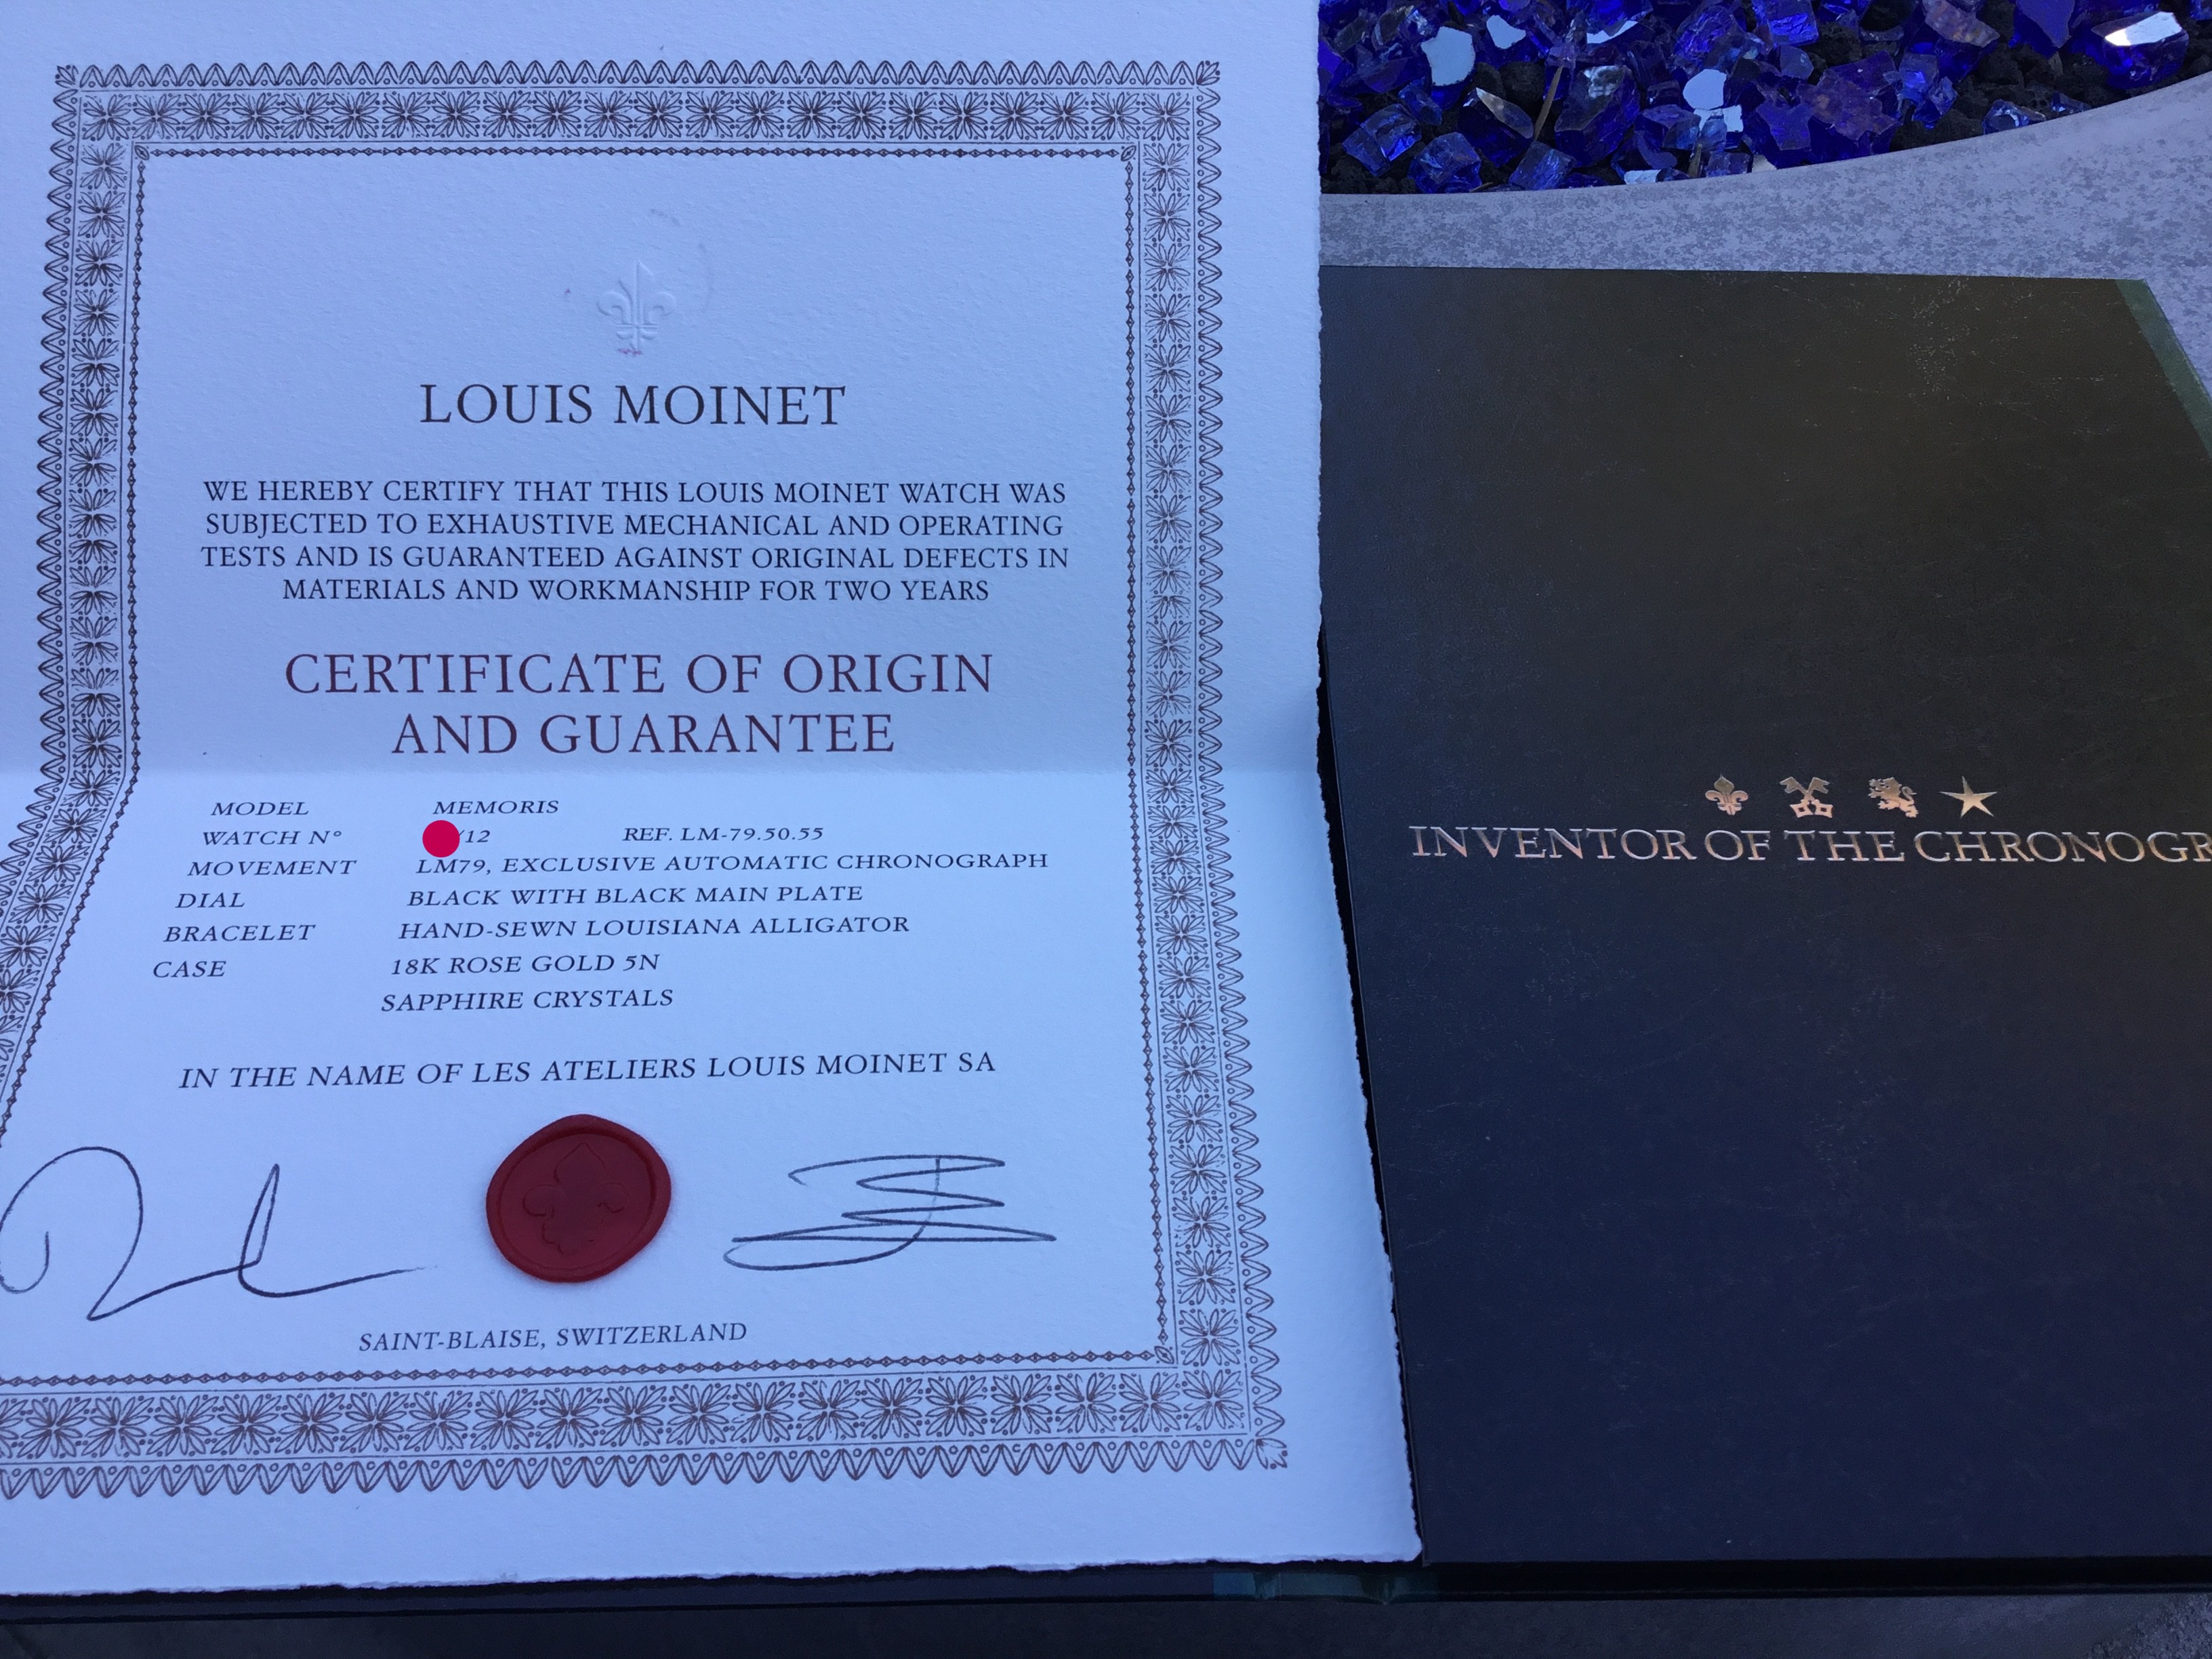 LOUIS MOINET
WE HEREBY CERTIFY THAT THIS LOUIS MOINET WATCH WAS
SUBJECTED TO EXHAUSTIVE MECHANICAL AND OPERATING
TESTS AND IS GUARANTEED AGAINST ORIGINAL DEFECTS IN
MATERIALS AND WORKMANSHIP FOR TWO YEARS
CERTIFICATE OF ORIGIN
AND GUARANTEE
MODEL MEMORIS
WATCH N° /12 REF. LM-79.50.55
MOVEMENT LM79, EXCLUSIVE AUTOMATIC CHRONOGRAPH
DIAL BLACK WITH BLACK MAIN PLATE
BRACELET HAND-SEWN LOUISIANA ALLIGATOR
CASE 18K ROSE GOLD 5N
SAPPHIRE CRYSTALS
IN THE NAME OF LES ATELIERS LOUIS MOINET SA
SAINT-BLAISE, SWITZERLAND
INVENTOR OF THE CHRONOGR